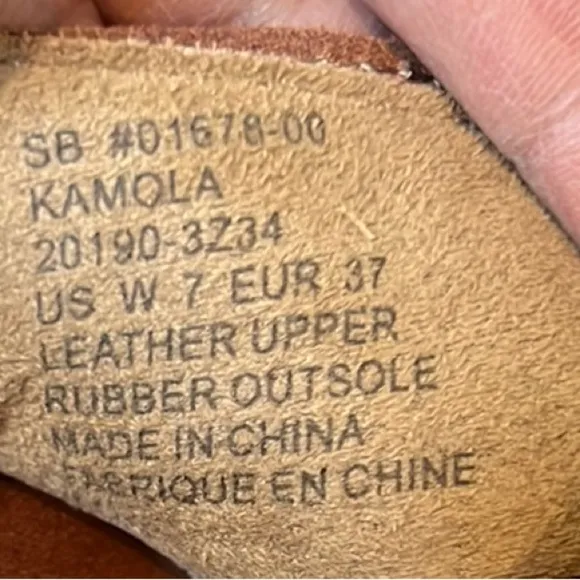 SB #01678-00
KAMOLA
20190-3Z34
US W 7 EUR 37
LEATHER UPPER
RUBBER OUTSOLE
MADE IN CHINA
FABRIQUE EN CHINE